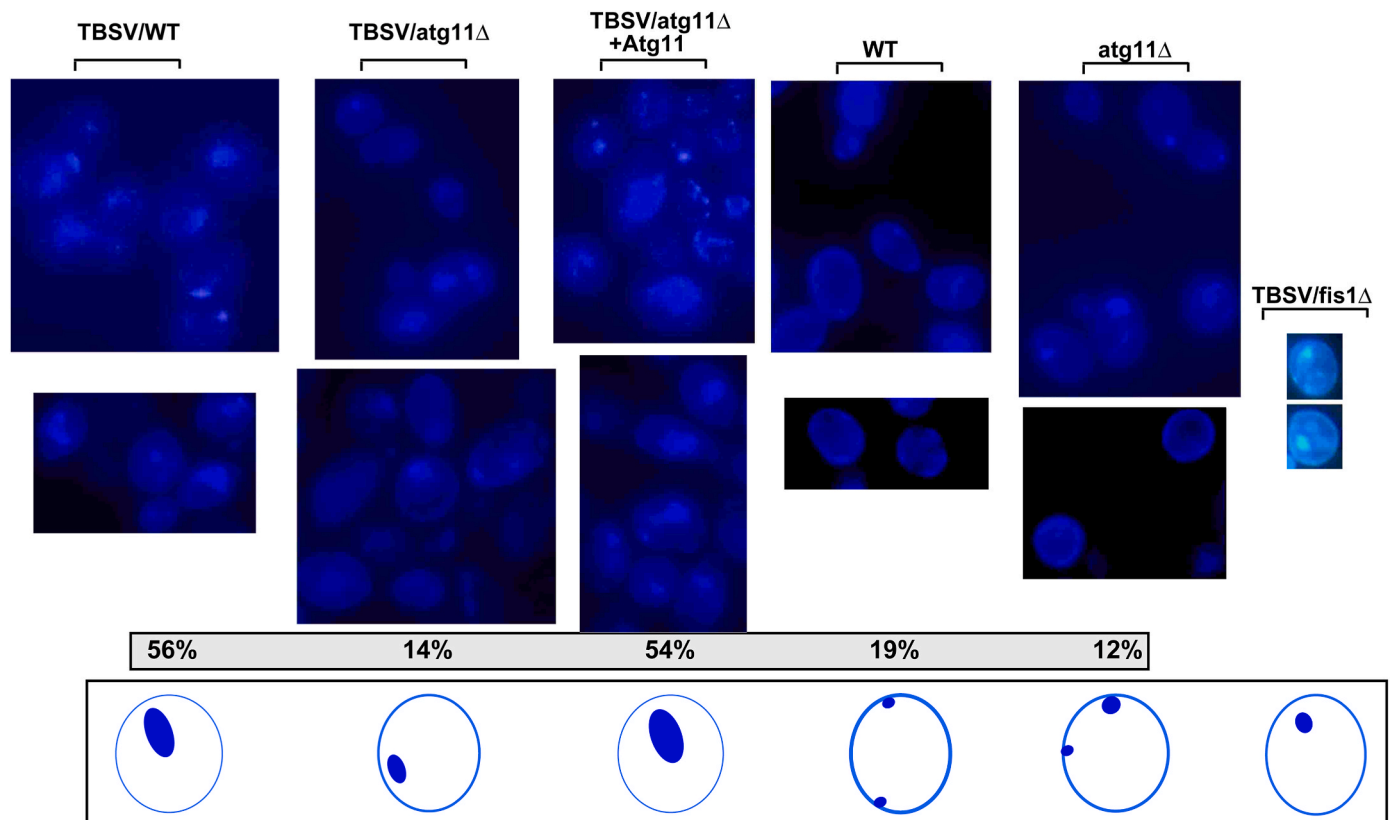 TBSV/WT
TBSV/atg11Δ
TBSV/atg11Δ
+Atg11
WT
atg11Δ
TBSV/fis1Δ
56%
14%
54%
19%
12%